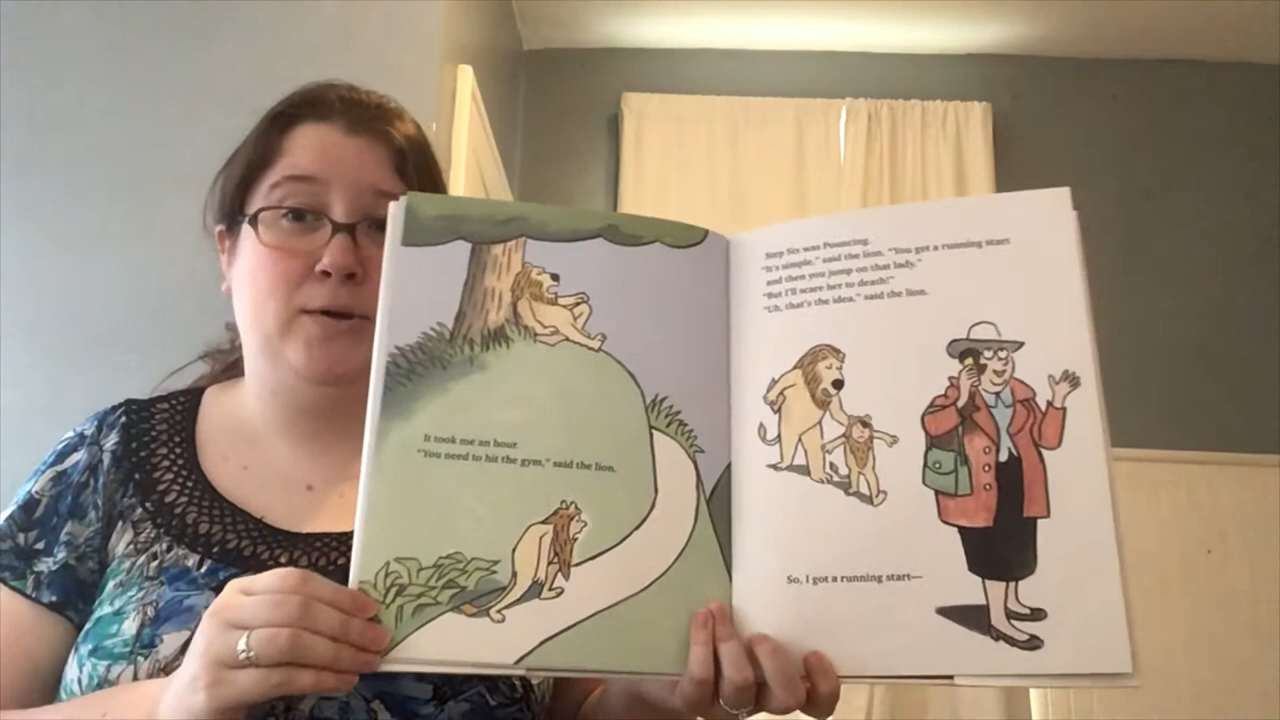 It took me an hour.
"You need to hit the gym," said the lion.
Step Six was Pouncing.
"It's simple," said the lion. "You get a running start
and then you jump on that lady."
"But I'll scare her to death!"
"Uh, that's the idea," said the lion.
So, I got a running start—